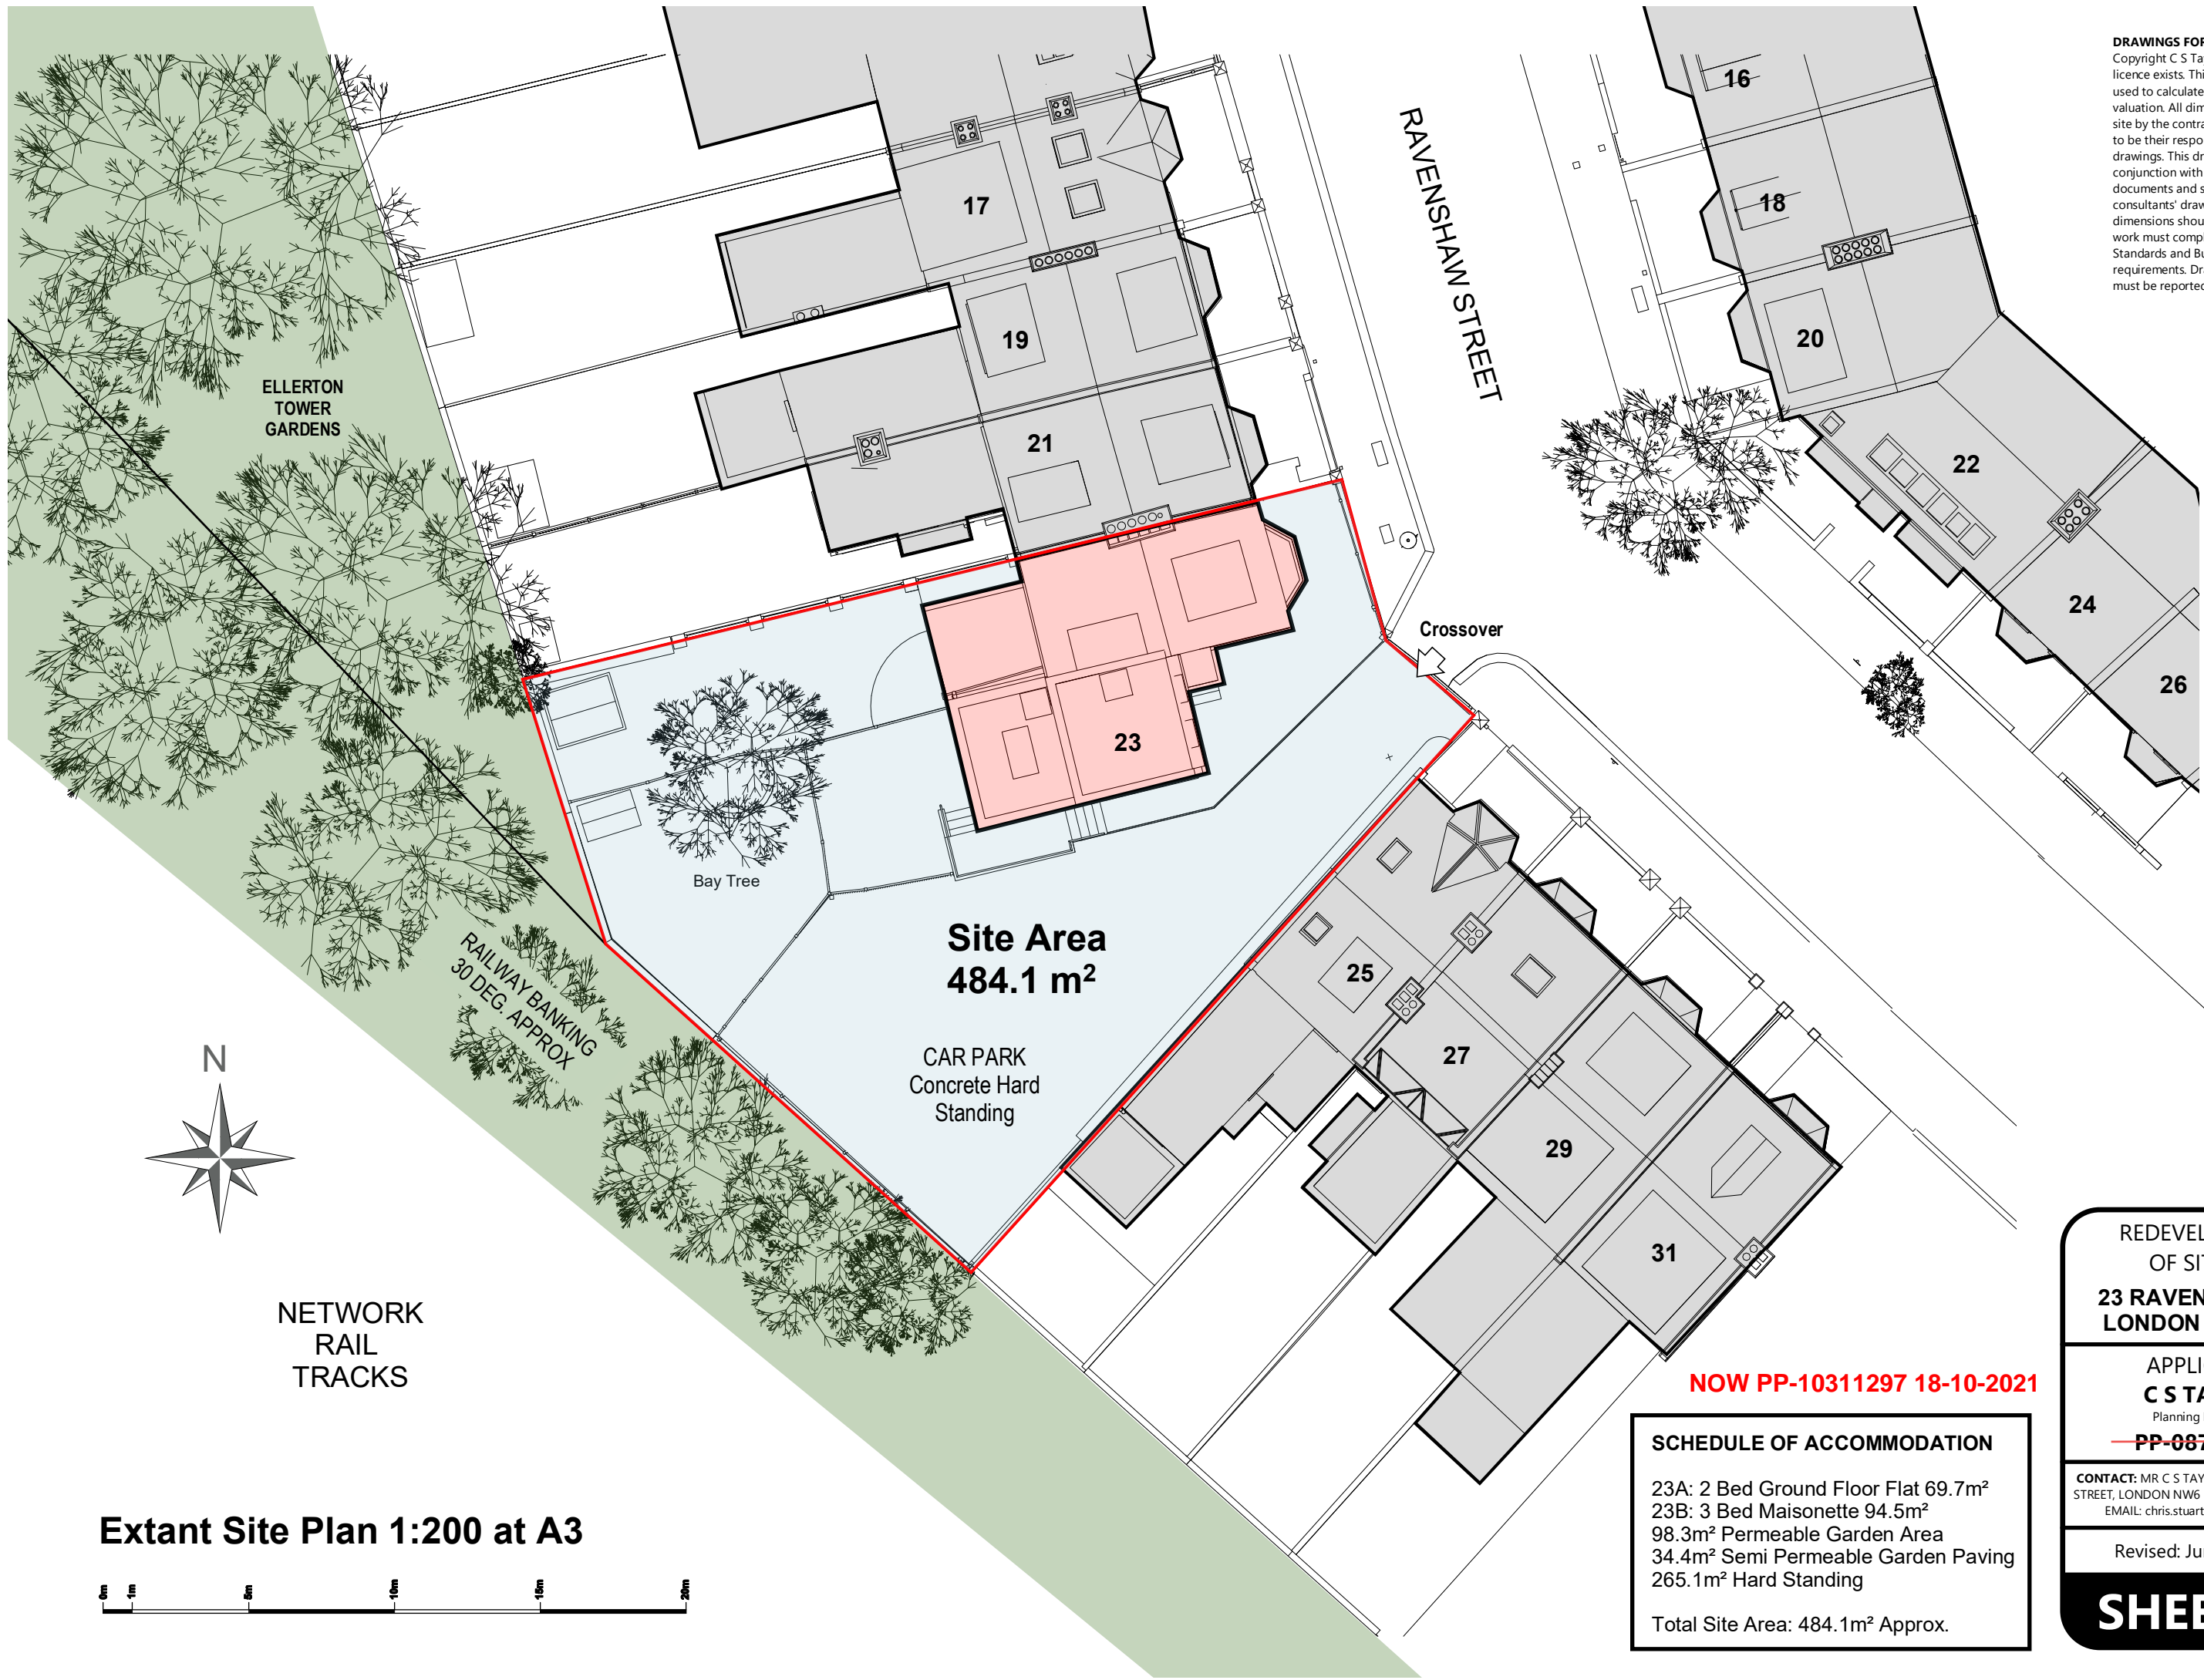 DRAWINGS FOR
Copyright C S Ta
licence exists. Thi
used to calculate
valuation. All dim
site by the contra
to be their respo
drawings. This dr
conjunction with
documents and s
consultants' draw
dimensions shou
work must compl
Standards and Bu
requirements. Dr
must be reported
RAVENSHAW STREET
16
17
18
19
20
21
22
24
26
ELLERTON
TOWER
GARDENS
Crossover
23
Bay Tree
Site Area
484.1 m²
CAR PARK
Concrete Hard
Standing
RAILWAY BANKING
30 DEG. APPROX
25
27
29
31
N
NETWORK
RAIL
TRACKS
NOW PP-10311297 18-10-2021
SCHEDULE OF ACCOMMODATION
23A: 2 Bed Ground Floor Flat 69.7m²
23B: 3 Bed Maisonette 94.5m²
98.3m² Permeable Garden Area
34.4m² Semi Permeable Garden Paving
265.1m² Hard Standing
Total Site Area: 484.1m² Approx.
REDEVEL
OF SIT
23 RAVEN
LONDON
APPLI
C S TA
Planning
PP-087
CONTACT: MR C S TAY
STREET, LONDON NW6
EMAIL: chris.stuart
Revised: Ju
SHEE
Extant Site Plan 1:200 at A3
0m 1m 5m 10m 15m 20m